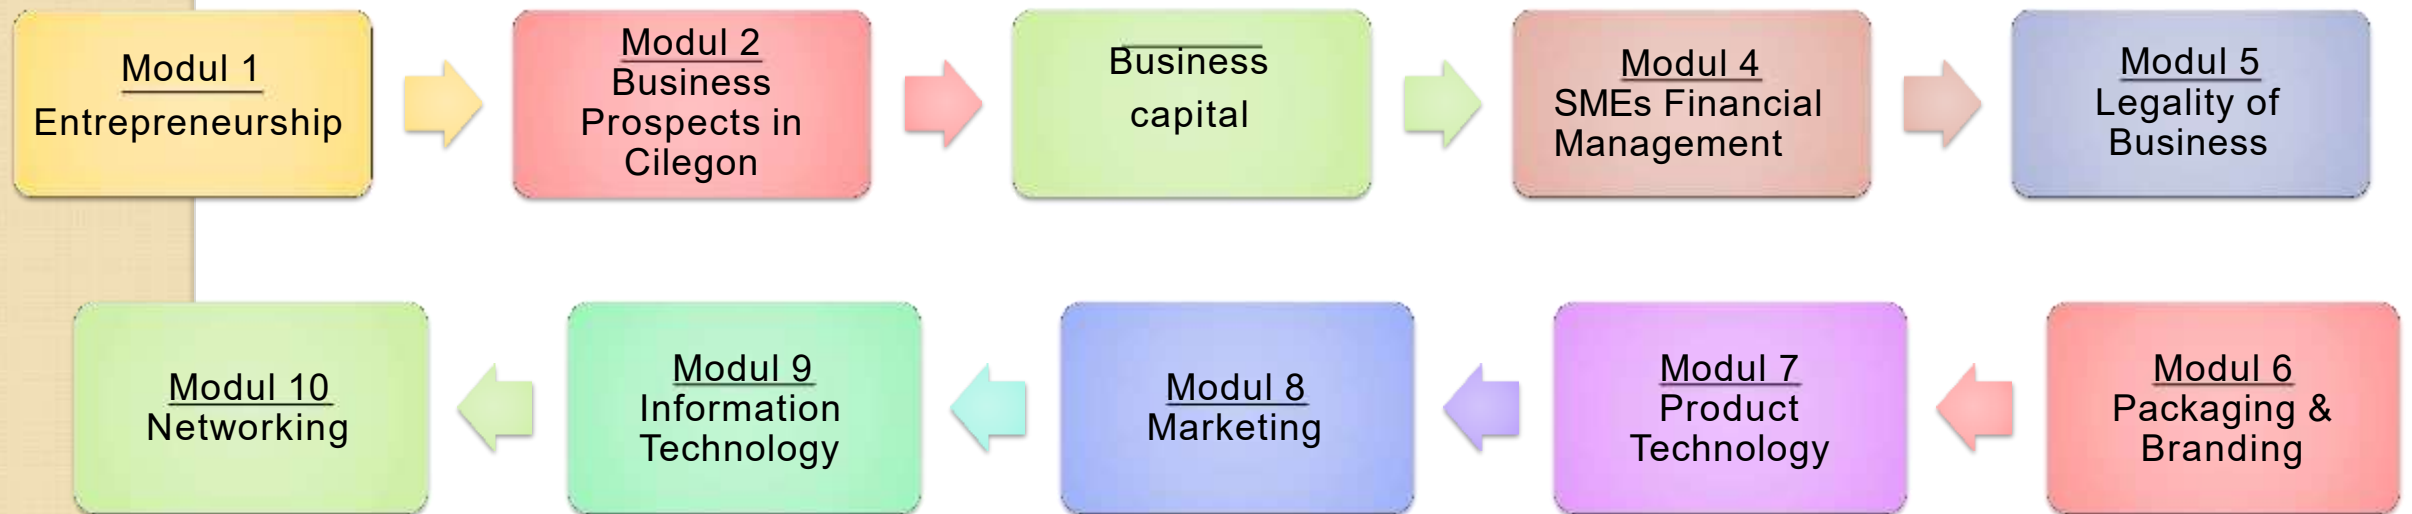 Modul 1
Entrepreneurship
Modul 2
Business
Prospects in
Cilegon
Business
capital
Modul 4
SMEs Financial
Management
Modul 5
Legality of
Business
Modul 6
Packaging &
Branding
Modul 7
Product
Technology
Modul 8
Marketing
Modul 9
Information
Technology
Modul 10
Networking